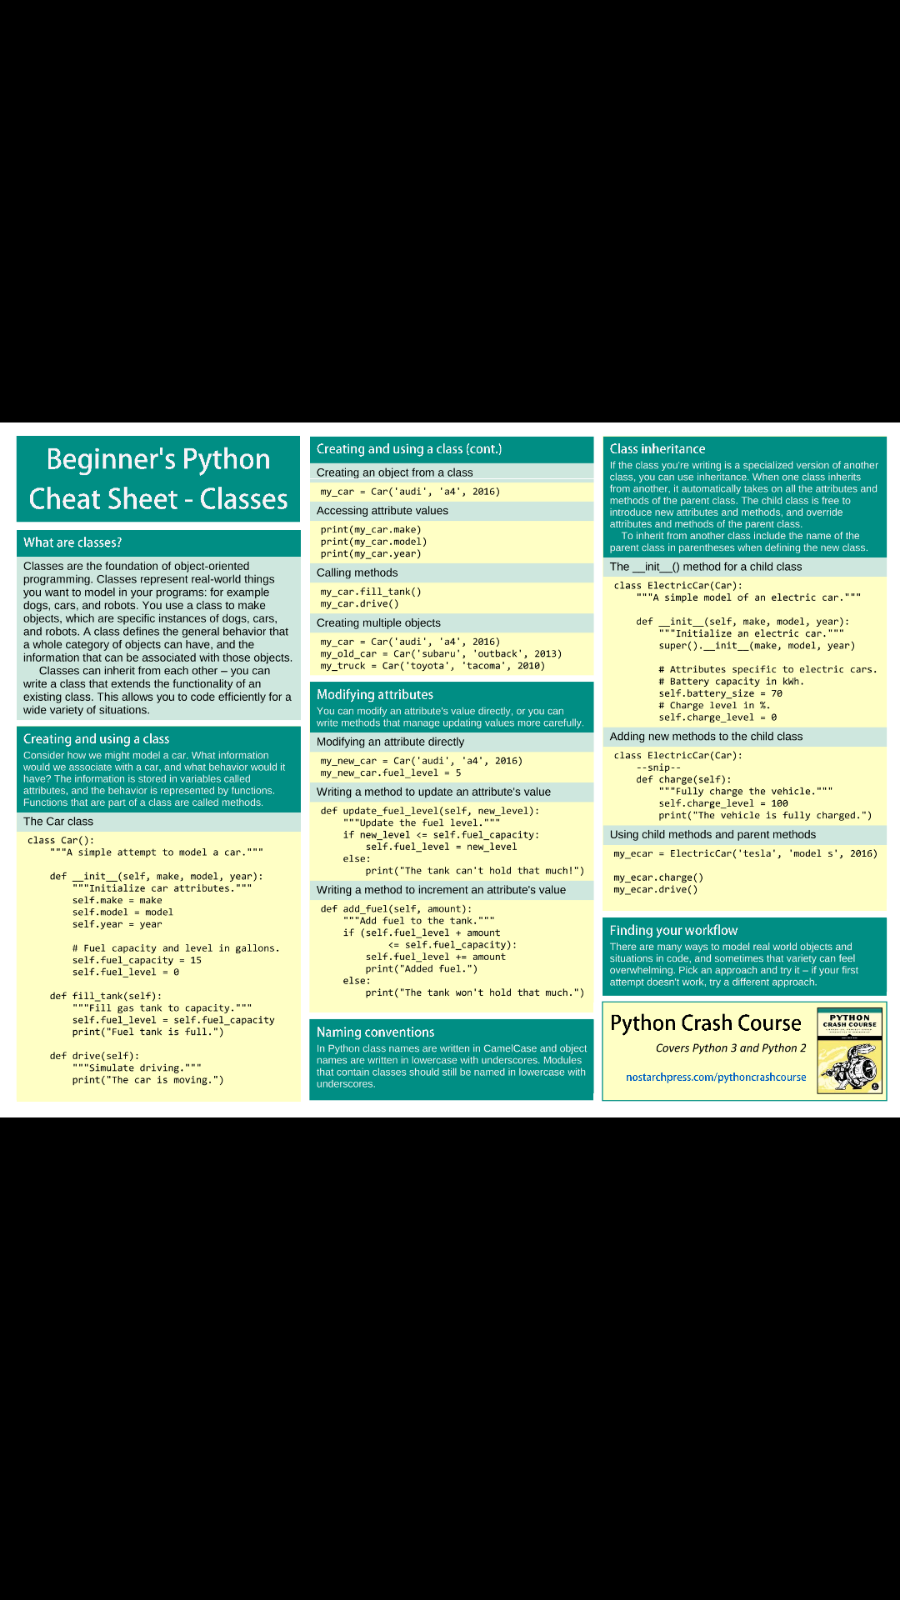 Beginner's Python
Cheat Sheet - Classes
What are classes?
Classes are the foundation of object-oriented
programming. Classes represent real-world things
you want to model in your programs: for example
dogs, cars, and robots. You use a class to make
objects, which are specific instances of dogs, cars,
and robots. A class defines the general behavior that
a whole category of objects can have, and the
information that can be associated with those objects.
Classes can inherit from each other – you can
write a class that extends the functionality of an
existing class. This allows you to code efficiently for a
wide variety of situations.
Creating and using a class
Consider how we might model a car. What information
would we associate with a car, and what behavior would it
have? The information is stored in variables called
attributes, and the behavior is represented by functions.
Functions that are part of a class are called methods.
The Car class
class Car():
    """A simple attempt to model a car."""

    def __init__(self, make, model, year):
        """Initialize car attributes."""
        self.make = make
        self.model = model
        self.year = year

        # Fuel capacity and level in gallons.
        self.fuel_capacity = 15
        self.fuel_level = 0

    def fill_tank(self):
        """Fill gas tank to capacity."""
        self.fuel_level = self.fuel_capacity
        print("Fuel tank is full.")

    def drive(self):
        """Simulate driving."""
        print("The car is moving.")
Creating and using a class (cont.)
Creating an object from a class
my_car = Car('audi', 'a4', 2016)
Accessing attribute values
print(my_car.make)
print(my_car.model)
print(my_car.year)
Calling methods
my_car.fill_tank()
my_car.drive()
Creating multiple objects
my_car = Car('audi', 'a4', 2016)
my_old_car = Car('subaru', 'outback', 2013)
my_truck = Car('toyota', 'tacoma', 2010)
Modifying attributes
You can modify an attribute's value directly, or you can
write methods that manage updating values more carefully.
Modifying an attribute directly
my_new_car = Car('audi', 'a4', 2016)
my_new_car.fuel_level = 5
Writing a method to update an attribute's value
def update_fuel_level(self, new_level):
    """Update the fuel level."""
    if new_level <= self.fuel_capacity:
        self.fuel_level = new_level
    else:
        print("The tank can't hold that much!")
Writing a method to increment an attribute's value
def add_fuel(self, amount):
    """Add fuel to the tank."""
    if (self.fuel_level + amount
            <= self.fuel_capacity):
        self.fuel_level += amount
        print("Added fuel.")
    else:
        print("The tank won't hold that much.")
Naming conventions
In Python class names are written in CamelCase and object
names are written in lowercase with underscores. Modules
that contain classes should still be named in lowercase with
underscores.
Class inheritance
If the class you're writing is a specialized version of another
class, you can use inheritance. When one class inherits
from another, it automatically takes on all the attributes and
methods of the parent class. The child class is free to
introduce new attributes and methods, and override
attributes and methods of the parent class.
To inherit from another class include the name of the
parent class in parentheses when defining the new class.
The __init__() method for a child class
class ElectricCar(Car):
    """A simple model of an electric car."""

    def __init__(self, make, model, year):
        """Initialize an electric car."""
        super().__init__(make, model, year)

        # Attributes specific to electric cars.
        # Battery capacity in kWh.
        self.battery_size = 70
        # Charge level in %.
        self.charge_level = 0
Adding new methods to the child class
class ElectricCar(Car):
    --snip--
    def charge(self):
        """Fully charge the vehicle."""
        self.charge_level = 100
        print("The vehicle is fully charged.")
Using child methods and parent methods
my_ecar = ElectricCar('tesla', 'model s', 2016)

my_ecar.charge()
my_ecar.drive()
Finding your workflow
There are many ways to model real world objects and
situations in code, and sometimes that variety can feel
overwhelming. Pick an approach and try it – if your first
attempt doesn't work, try a different approach.
Python Crash Course
Covers Python 3 and Python 2
nostarchpress.com/pythoncrashcourse
PYTHON
CRASH COURSE